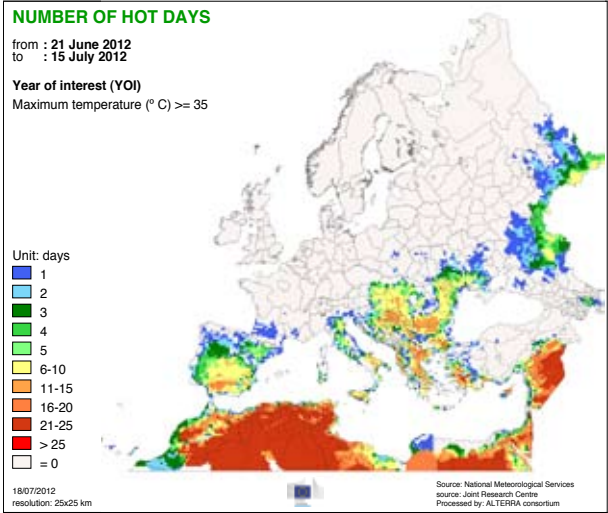 NUMBER OF HOT DAYS
from : 21 June 2012
to : 15 July 2012
Year of interest (YOI)
Maximum temperature (º C) >= 35
Unit: days
1
2
3
4
5
6-10
11-15
16-20
21-25
> 25
= 0
18/07/2012
resolution: 25x25 km
Source: National Meteorological Services
source: Joint Research Centre
Processed by: ALTERRA consortium